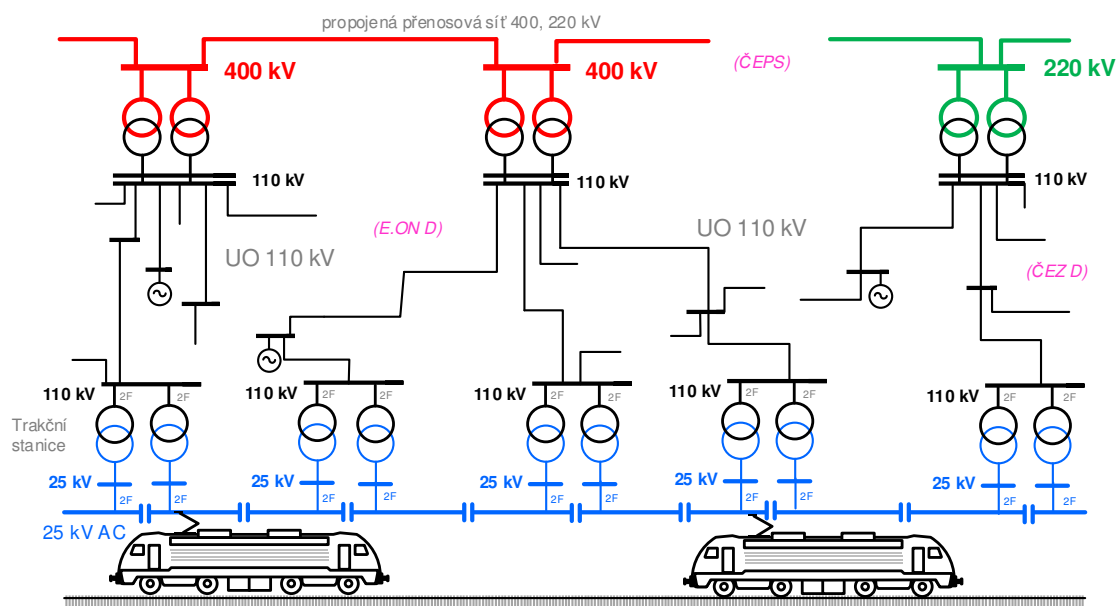 propojená přenosová síť 400, 220 kV
400 kV
400 kV
(ČEPS)
220 kV
110 kV
110 kV
110 kV
(E.ON D)
UO 110 kV
UO 110 kV
(ČEZ D)
110 kV
2F
2F
110 kV
2F
2F
110 kV
2F
2F
110 kV
2F
2F
110 kV
2F
2F
Trakční
stanice
25 kV
2F
2F
25 kV
2F
2F
25 kV
2F
2F
25 kV
2F
2F
25 kV
2F
2F
25 kV AC